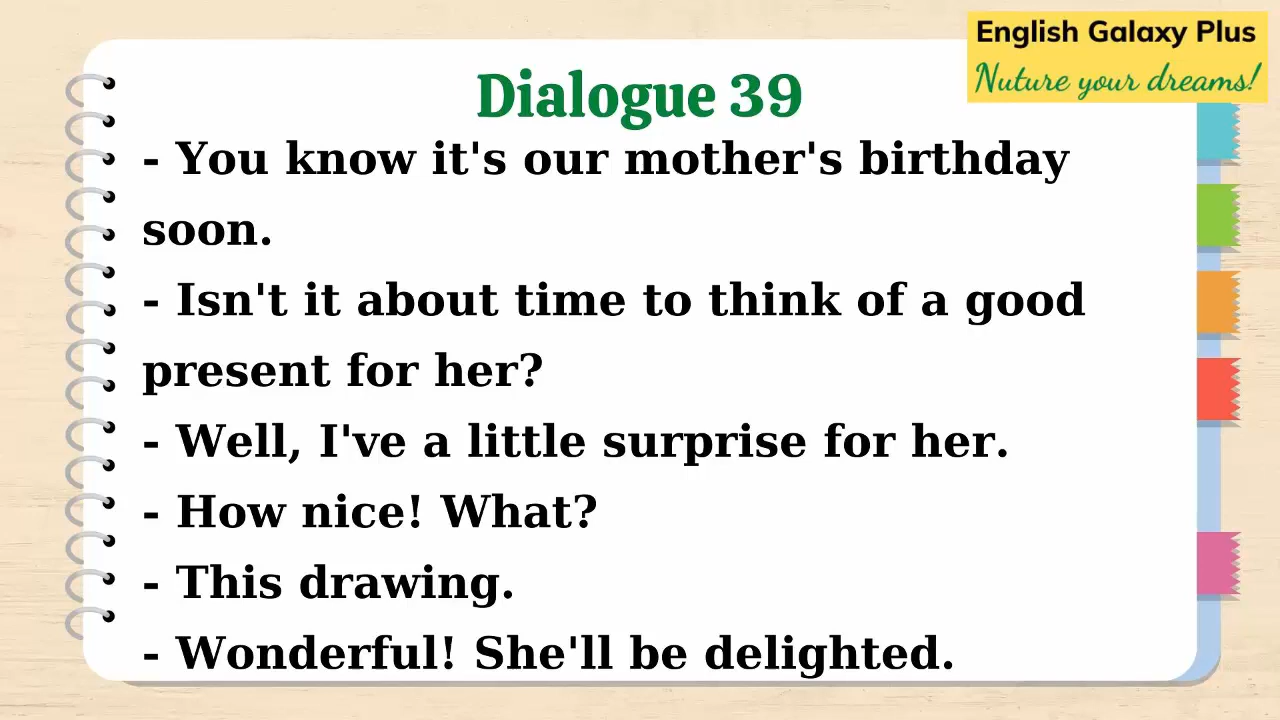 English Galaxy Plus
Nuture your dreams!
Dialogue 39
- You know it's our mother's birthday
soon.
- Isn't it about time to think of a good
present for her?
- Well, I've a little surprise for her.
- How nice! What?
- This drawing.
- Wonderful! She'll be delighted.